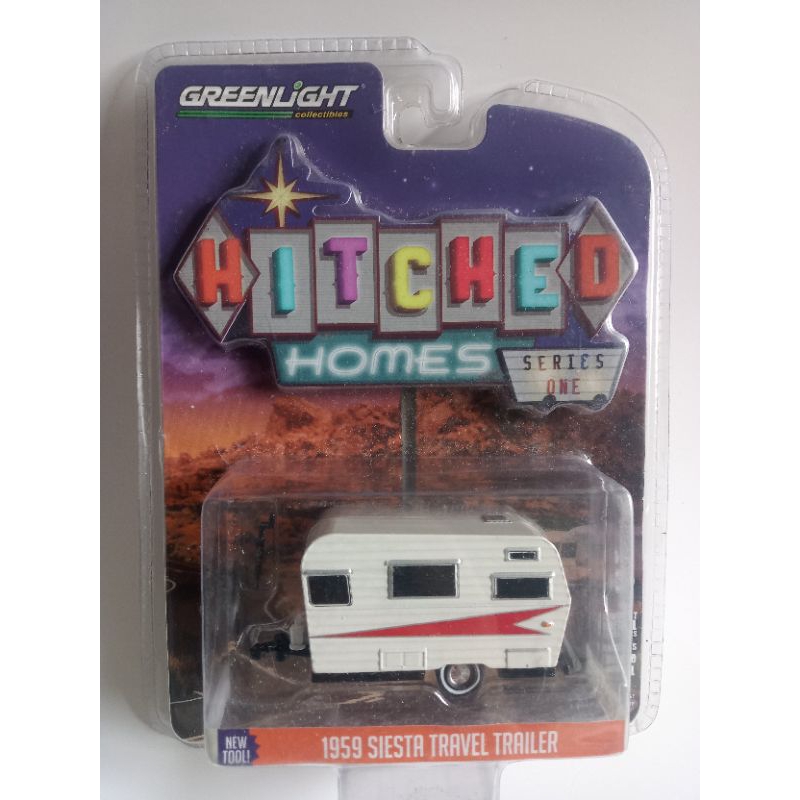 GREENLiGHT
collectibles
HITCHED
HOMES
SERIES
ONE
NEW
TOOL!
1959 SIESTA TRAVEL TRAILER